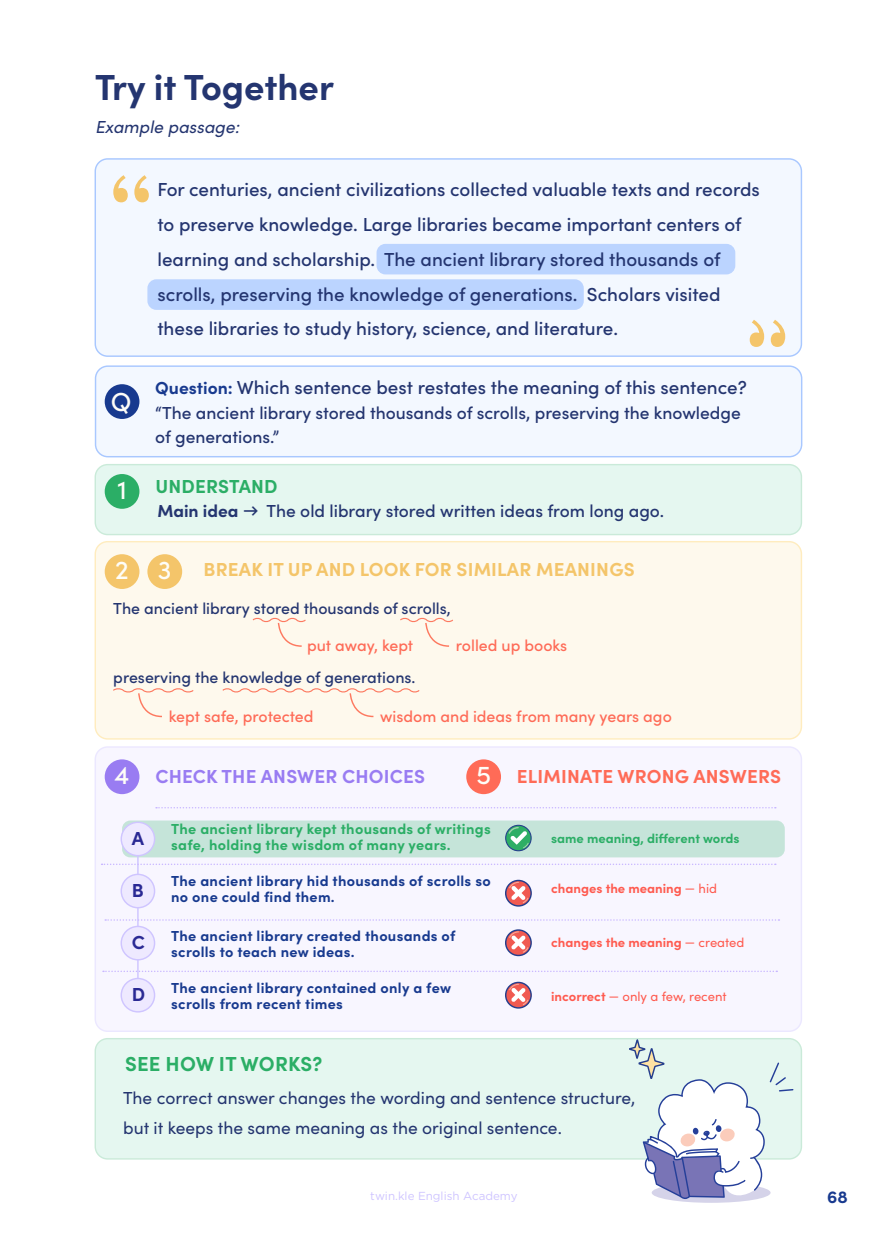 Try it Together
Example passage:
“ For centuries, ancient civilizations collected valuable texts and records
to preserve knowledge. Large libraries became important centers of
learning and scholarship. The ancient library stored thousands of
scrolls, preserving the knowledge of generations. Scholars visited
these libraries to study history, science, and literature. ”
Q
Question: Which sentence best restates the meaning of this sentence?
“The ancient library stored thousands of scrolls, preserving the knowledge
of generations.”
1 UNDERSTAND
Main idea → The old library stored written ideas from long ago.
2 3 BREAK IT UP AND LOOK FOR SIMILAR MEANINGS
The ancient library stored thousands of scrolls,
put away, kept rolled up books
preserving the knowledge of generations.
kept safe, protected wisdom and ideas from many years ago
4 CHECK THE ANSWER CHOICES 5 ELIMINATE WRONG ANSWERS
A The ancient library kept thousands of writings
safe, holding the wisdom of many years.
same meaning, different words
B The ancient library hid thousands of scrolls so
no one could find them.
changes the meaning — hid
C The ancient library created thousands of
scrolls to teach new ideas.
changes the meaning — created
D The ancient library contained only a few
scrolls from recent times
incorrect — only a few, recent
SEE HOW IT WORKS?
The correct answer changes the wording and sentence structure,
but it keeps the same meaning as the original sentence.
twin.kle English Academy
68